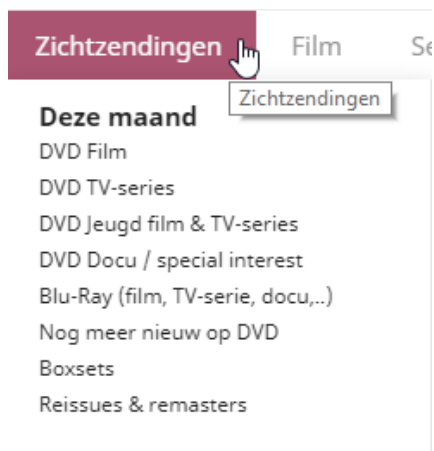 Zichtzendingen Film Se
Zichtzendingen
Deze maand
DVD Film
DVD TV-series
DVD Jeugd film & TV-series
DVD Docu / special interest
Blu-Ray (film, TV-serie, docu,..)
Nog meer nieuw op DVD
Boxsets
Reissues & remasters